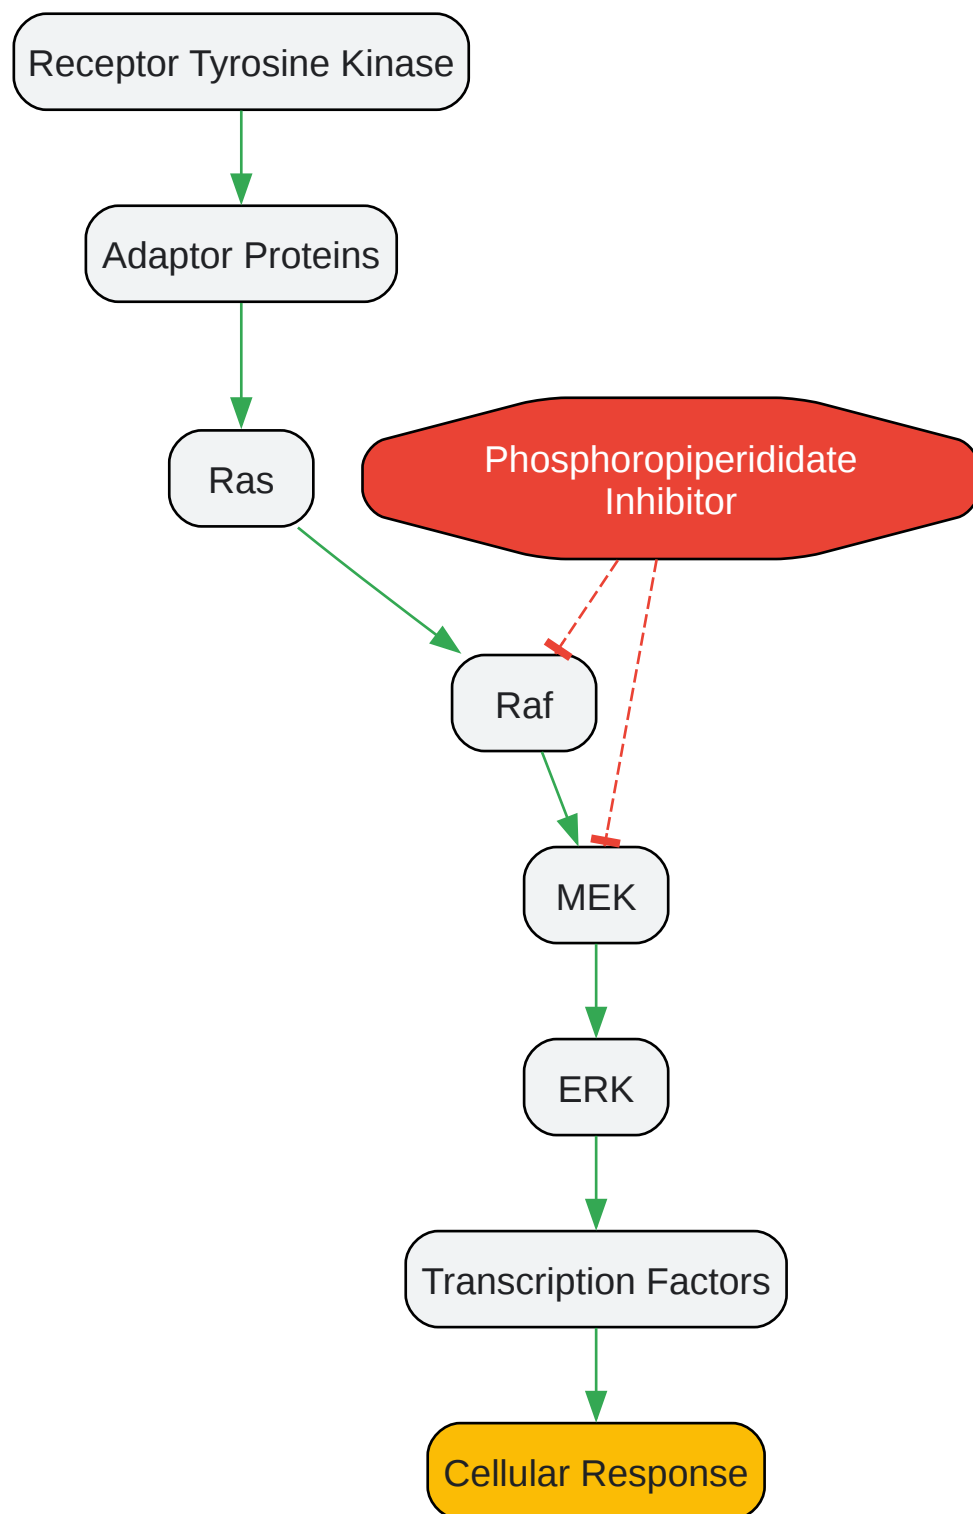 Receptor Tyrosine Kinase
Adaptor Proteins
Ras
Phosphoropiperididate
Inhibitor
Raf
MEK
ERK
Transcription Factors
Cellular Response